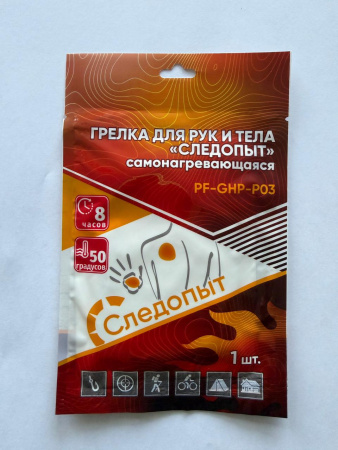 ГРЕЛКА ДЛЯ РУК И ТЕЛА
«СЛЕДОПЫТ»
самонагревающаяся
PF-GHP-P03
8
часов
50
градусов
Следопыт
1 шт.